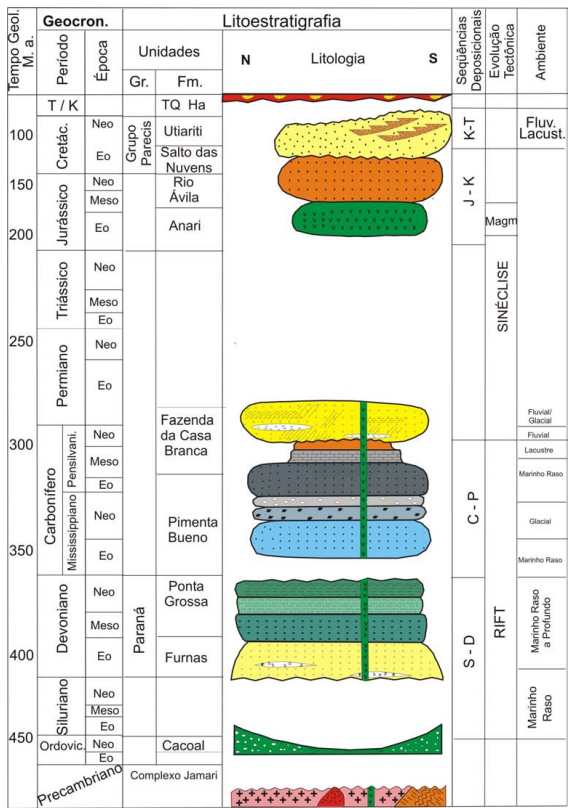 Tempo Geol. M. a.
Geocron.
Litoestratigrafia
Seqüências Deposicionais
Evolução Tectônica
Ambiente
Período
Época
Unidades
Gr.
Fm.
N Litologia S
T / K
TQ Ha
100
Cretác.
Neo
Eo
Grupo Parecis
Utiariti
Salto das
Nuvens
K-T
Fluv.
Lacust.
150
Jurássico
Neo
Meso
Eo
Rio
Ávila
Anari
J - K
Magm
200
Triássico
Neo
Meso
Eo
SINÉCLISE
250
Permiano
Neo
Eo
Fluvial/
Glacial
300
Carbonífero
Pensilvani.
Neo
Meso
Eo
Fazenda
da Casa
Branca
Fluvial
Lacustre
Marinho Raso
Mississippiano
Neo
Eo
Pimenta
Bueno
C - P
Glacial
350
Marinho Raso
Devoniano
Neo
Meso
Eo
Paraná
Ponta
Grossa
Furnas
S - D
RIFT
Marinho Raso
a Profundo
400
Siluriano
Neo
Meso
Eo
Marinho
Raso
450
Ordovic.
Neo
Eo
Cacoal
Precambriano
Complexo Jamari